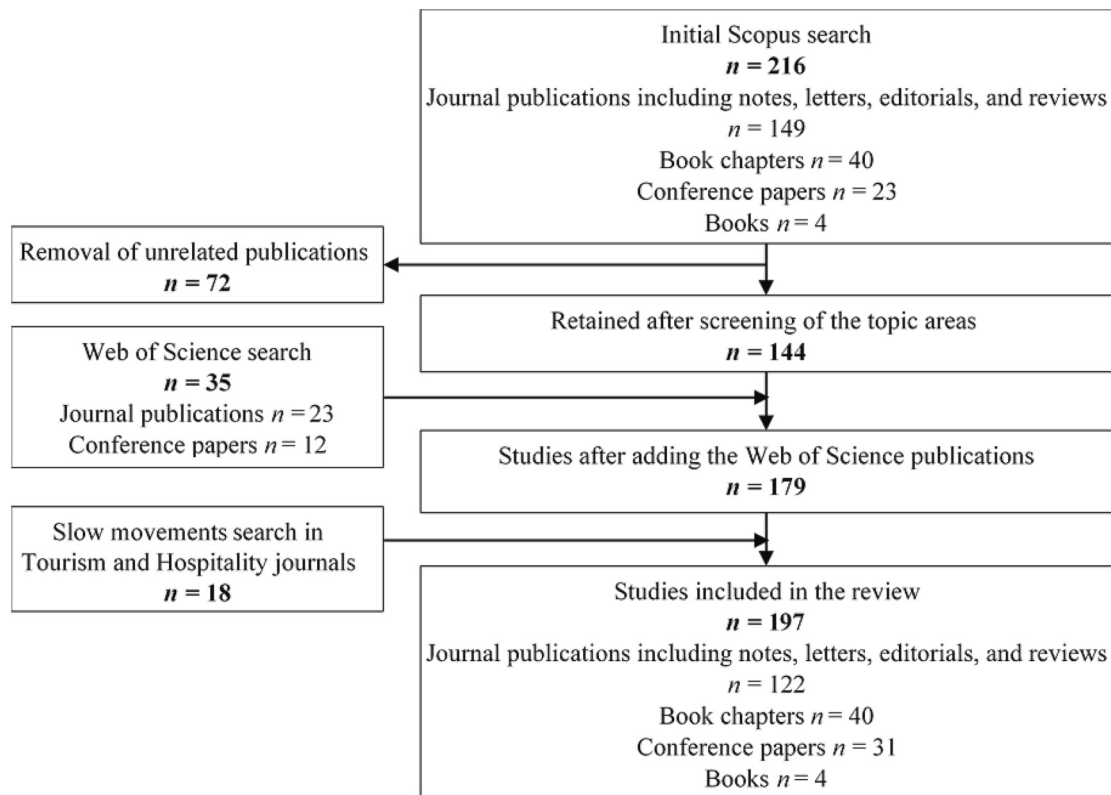 Initial Scopus search
n = 216
Journal publications including notes, letters, editorials, and reviews
n = 149
Book chapters n = 40
Conference papers n = 23
Books n = 4
Removal of unrelated publications
n = 72
Retained after screening of the topic areas
n = 144
Web of Science search
n = 35
Journal publications n = 23
Conference papers n = 12
Studies after adding the Web of Science publications
n = 179
Slow movements search in
Tourism and Hospitality journals
n = 18
Studies included in the review
n = 197
Journal publications including notes, letters, editorials, and reviews
n = 122
Book chapters n = 40
Conference papers n = 31
Books n = 4